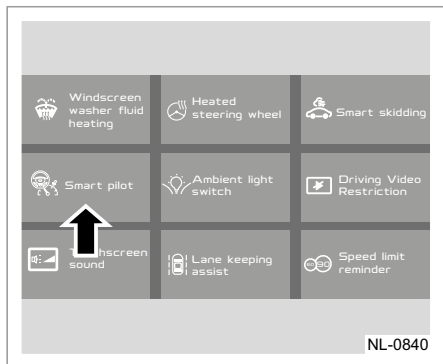 Windscreen
washer fluid
heating
Heated
steering wheel
Smart skidding
Smart pilot
Ambient light
switch
Driving Video
Restriction
sound
Lane keeping
assist
Speed limit
reminder
90
NL-0840